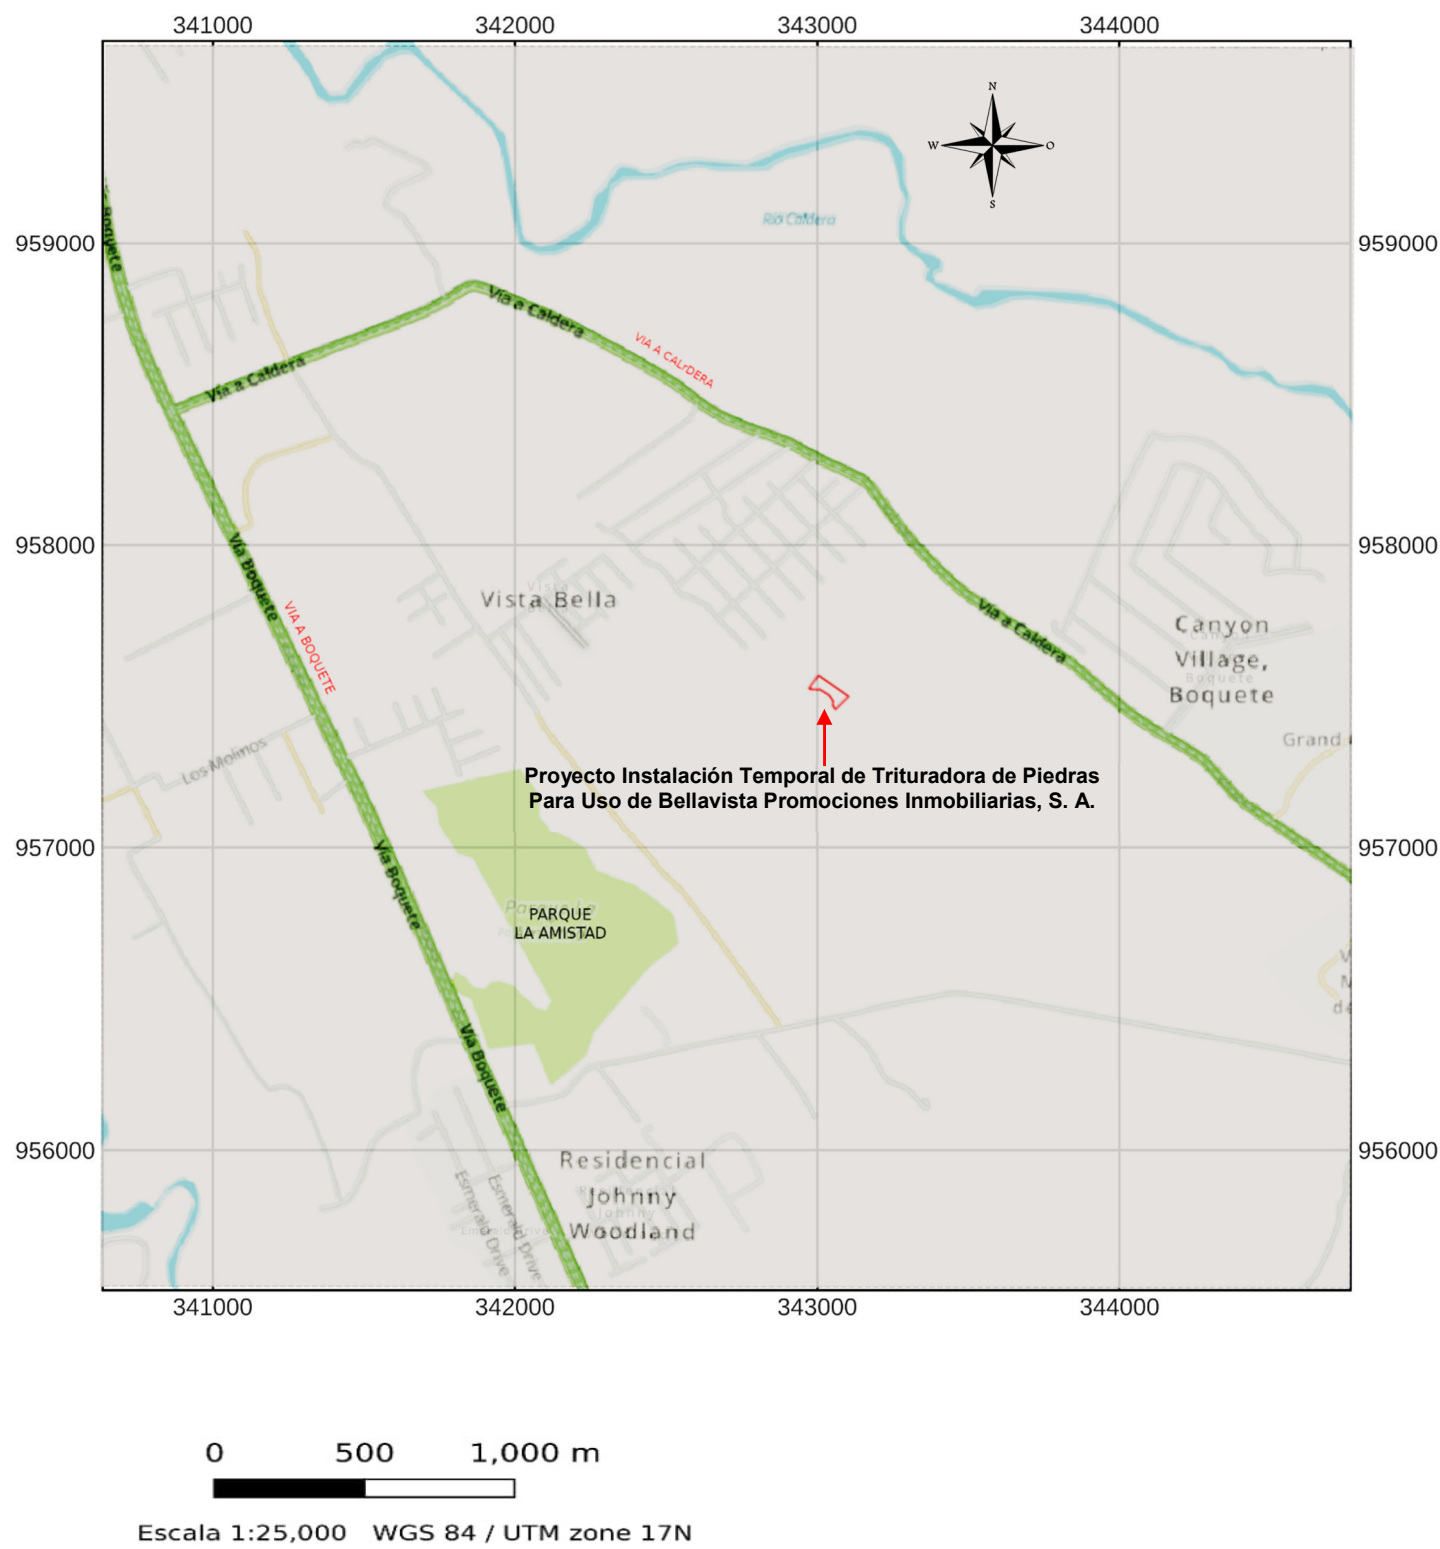 341000 342000 343000 344000
N
W O
S
Río Caldera
959000 959000
Boquete
Vía a Caldera
VIA A CALrDERA
Vía a Caldera
958000 958000
Vía Boquete
VIA A BOQUETE
Vista Bella
Vía a Caldera
Canyon
Village,
Boquete
Los Molinos
Grand
Proyecto Instalación Temporal de Trituradora de Piedras
Para Uso de Bellavista Promociones Inmobiliarias, S. A.
957000 957000
Vía Boquete
PARQUE
LA AMISTAD
Vía Boquete
956000 956000
Residencial
Johnny
Woodland
Esmerald Drive
Esmerald Drive
341000 342000 343000 344000
0 500 1,000 m
Escala 1:25,000 WGS 84 / UTM zone 17N